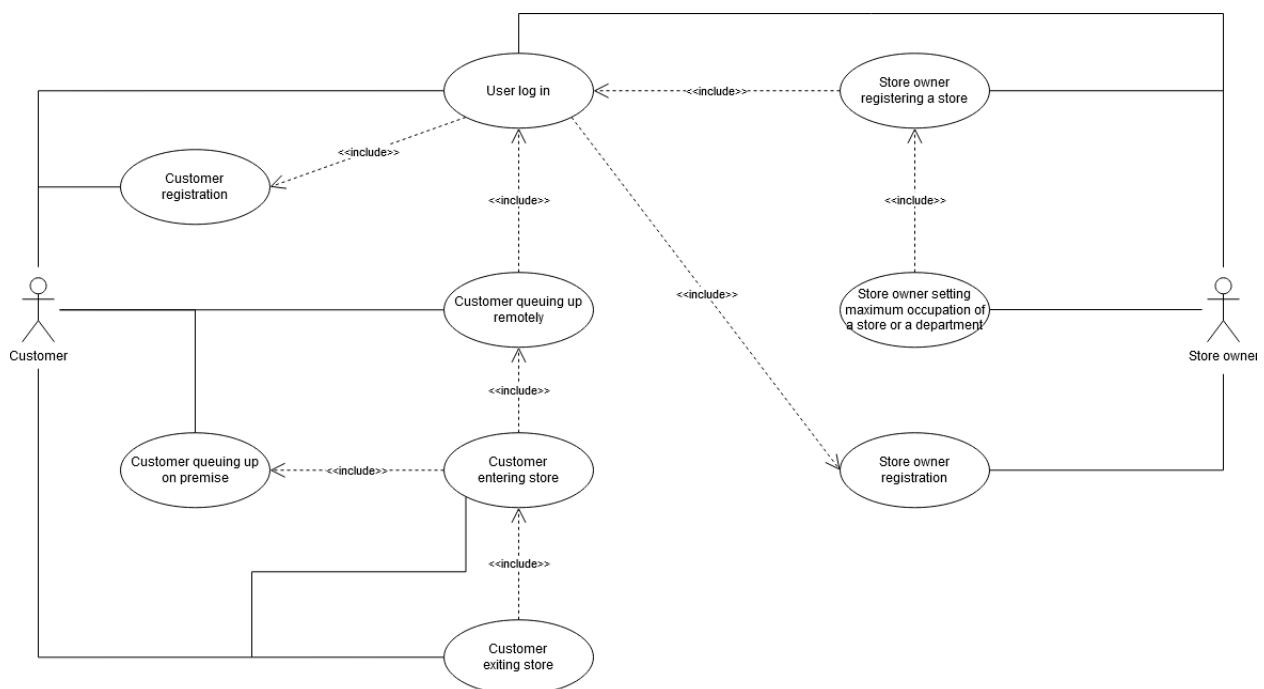 User log in
<<include>>
Store owner
registering a store
<<include>>
Customer
registration
<<include>>
<<include>>
Customer queuing up
remotely
<<include>>
Store owner setting
maximum occupation of
a store or a department
Customer
Store owner
<<include>>
Customer queuing up
on premise
<<include>>
Customer
entering store
Store owner
registration
<<include>>
Customer
exiting store